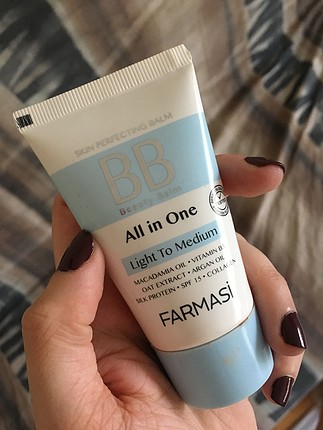 SKIN PERFECTING BALM
BB
Beauty Balm
All in One
Light To Medium
MACADAMIA OIL • VITAMIN B5
OAT EXTRACT • ARGAN OIL
SILK PROTEIN • SPF 15 • COLLAGEN
FARMASi